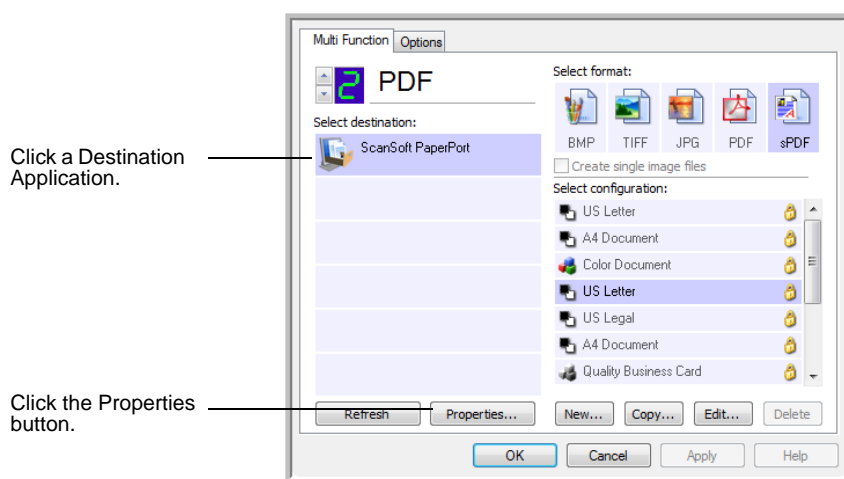 Multi Function
Options
2
PDF
Select destination:
ScanSoft PaperPort
Select format:
BMP
TIFF
JPG
PDF
sPDF
Create single image files
Select configuration:
US Letter
A4 Document
Color Document
US Letter
US Legal
A4 Document
Quality Business Card
Click a Destination
Application.
Click the Properties
button.
Refresh
Properties...
New...
Copy...
Edit...
Delete
OK
Cancel
Apply
Help